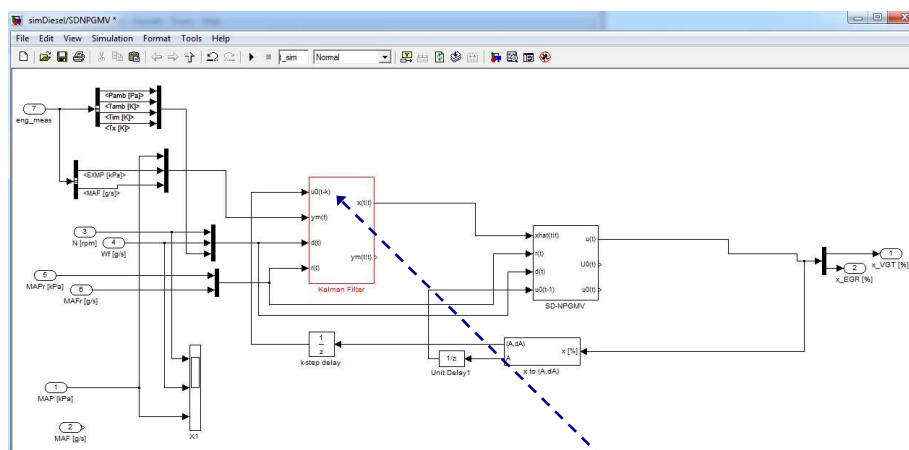 simDiesel/SDNPGMV *
File Edit View Simulation Format Tools Help
t_sim Normal
7
eng_meas
<Pamb [Pa]>
<Tamb [K]>
<Tim [K]>
<Tx [K]>
<EXMP [kPa]>
<MAF [g/s]>
3
N [rpm]
4
Wf [g/s]
5
MAPr [kPa]
6
MAFr [g/s]
1
MAP [kPa]
2
MAF [g/s]
X1
u0(t-k)
ym(t)
d(t)
r(t)
x(t|t)
ym(t|t)
Kalman Filter
1
z
k-step delay
xhat(t|t)
r(t)
d(t)
u0(t-1)
u(t)
U0(t)
u0(t)
SD-NPGMV
(A,dA)
A
x [%]
x to (A,dA)
1/z
Unit Delay1
1
x_VGT [%]
2
x_EGR [%]